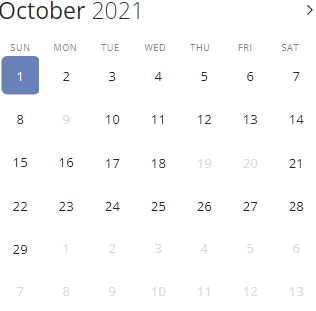 October 2021
SUN MON TUE WED THU FRI SAT
1 2 3 4 5 6 7
8 9 10 11 12 13 14
15 16 17 18 19 20 21
22 23 24 25 26 27 28
29 1 2 3 4 5 6
7 8 9 10 11 12 13